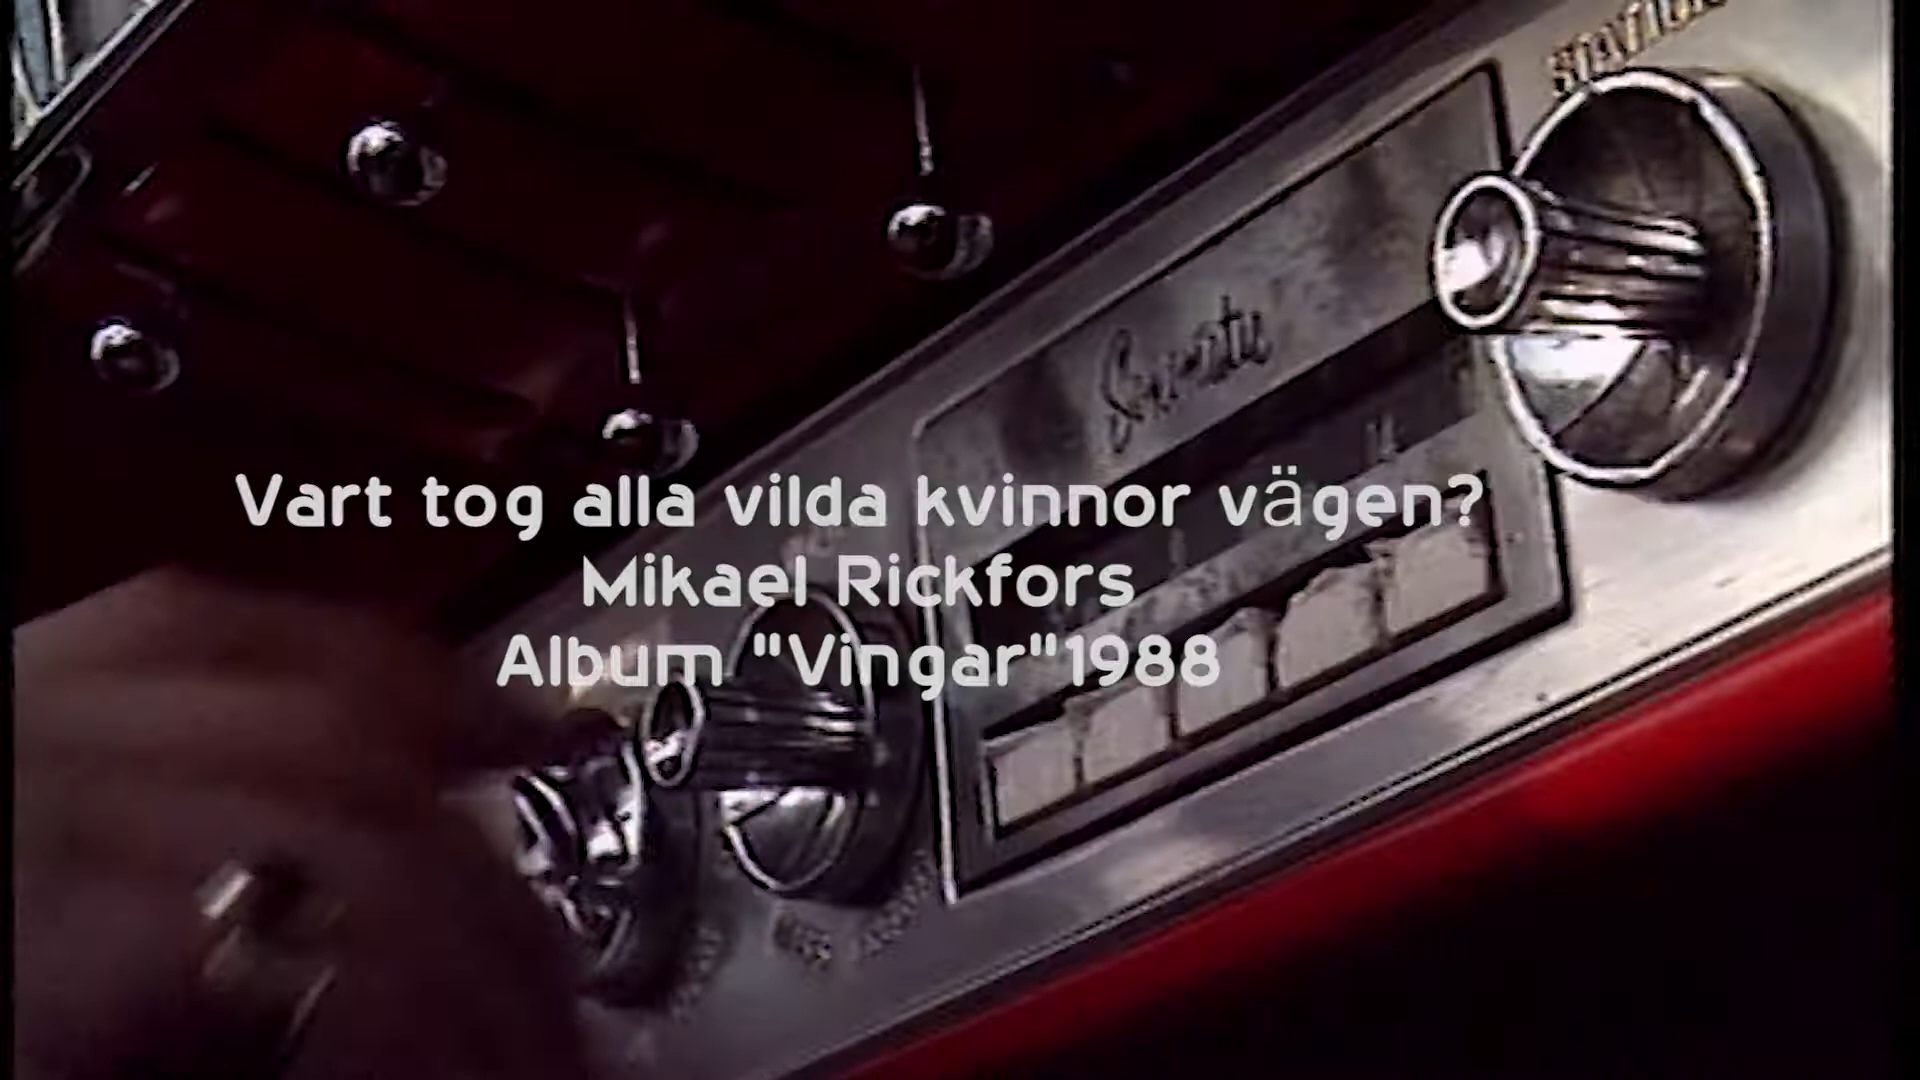 Vart tog alla vilda kvinnor vägen?
Mikael Rickfors
Album "Vingar"1988